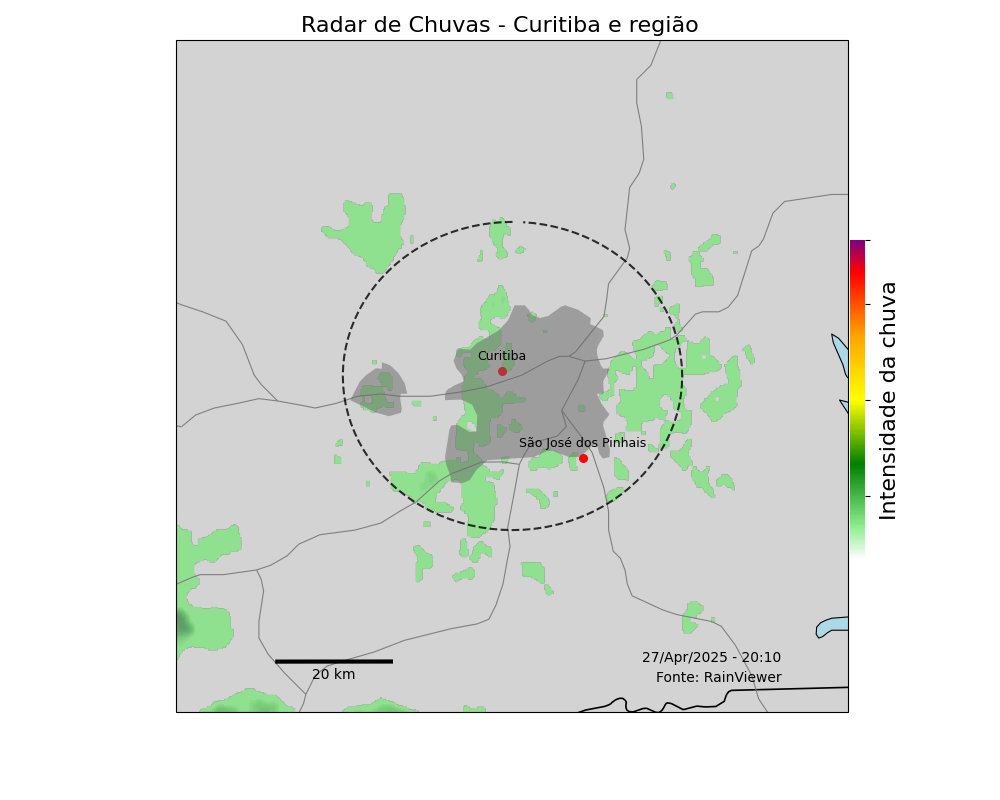 Radar de Chuvas - Curitiba e região
Curitiba
São José dos Pinhais
Intensidade da chuva
27/Apr/2025 - 20:10
Fonte: RainViewer
20 km